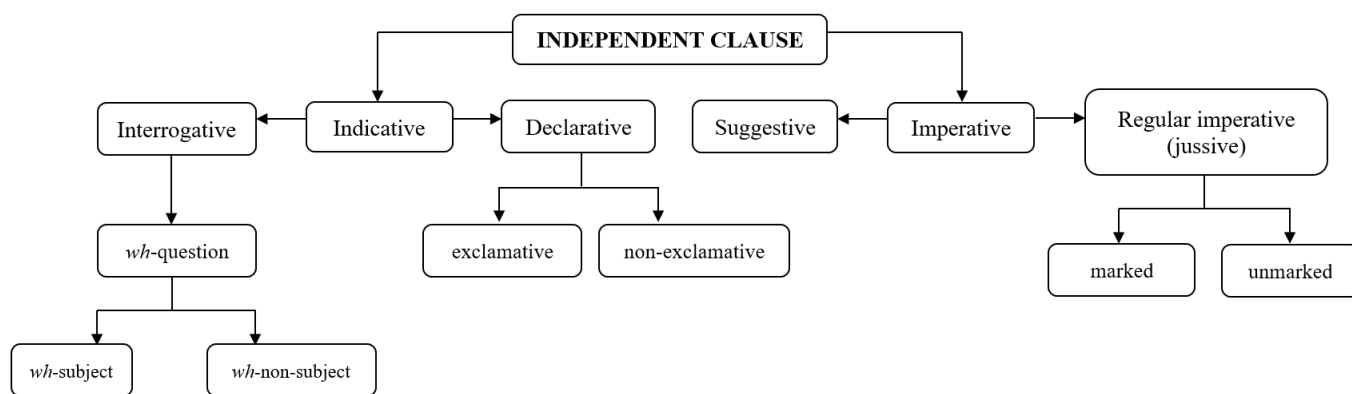 INDEPENDENT CLAUSE
Interrogative
Indicative
Declarative
Suggestive
Imperative
Regular imperative
(jussive)
wh-question
exclamative
non-exclamative
marked
unmarked
wh-subject
wh-non-subject